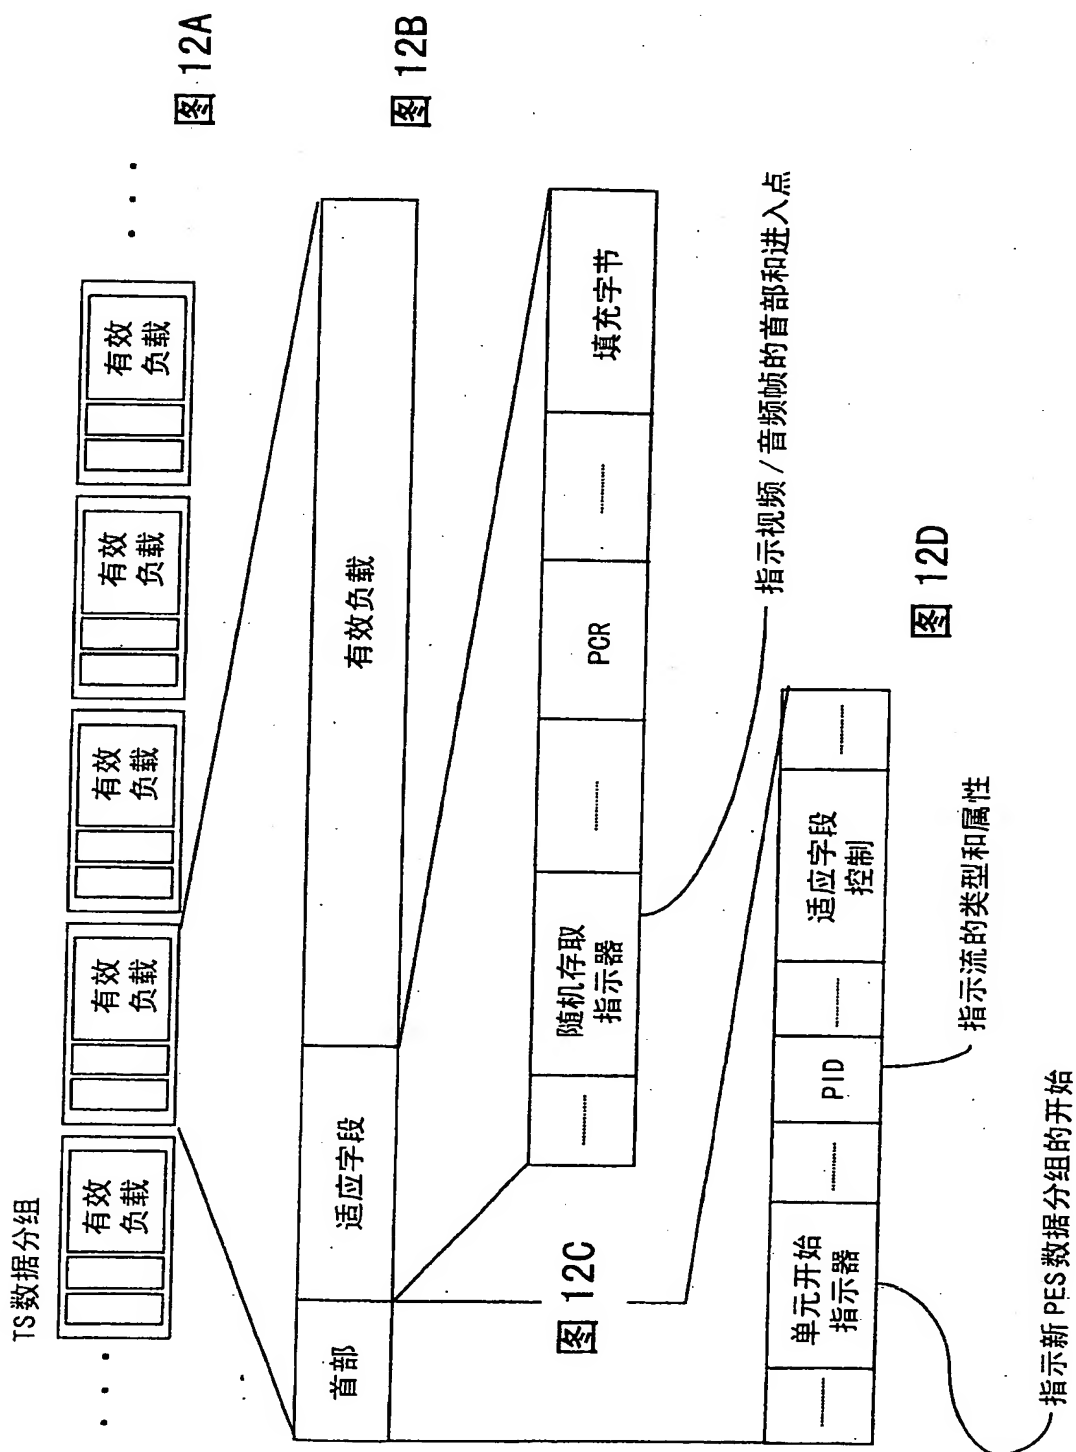 TS数据分组
有效
负载
有效
负载
有效
负载
有效
负载
有效
负载
图 12A
首部
适应字段
有效负载
图 12B
随机存取
指示器
PCR
填充字节
图 12C
指示视频/音频帧的首部和进入点
单元开始
指示器
PID
适应字段
控制
图 12D
指示流的类型和属性
指示新PES数据分组的开始